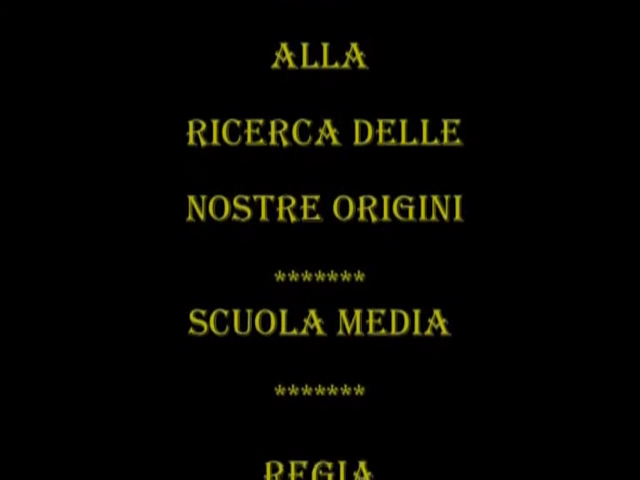 ALLA
RICERCA DELLE
NOSTRE ORIGINI
*******
SCUOLA MEDIA
*******
REGIA